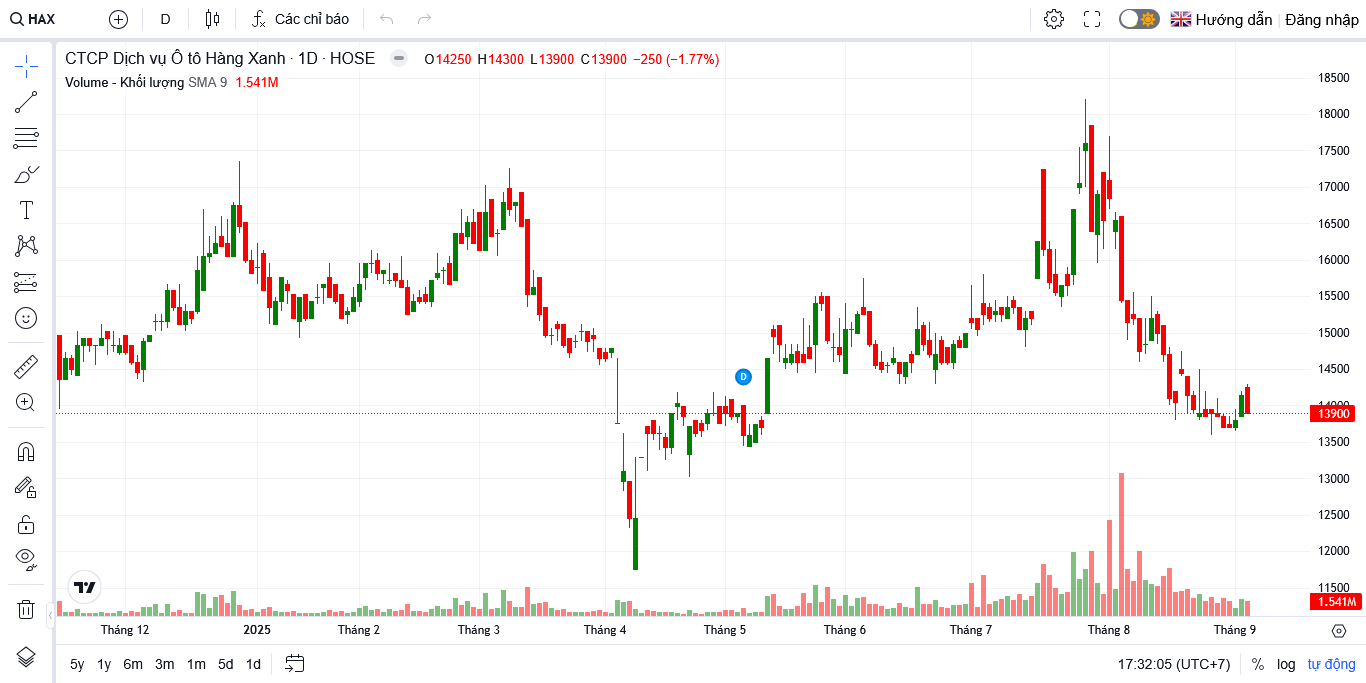 HAX D Các chỉ báo Hướng dẫn Đăng nhập
CTCP Dịch vụ Ô tô Hàng Xanh · 1D · HOSE O14250 H14300 L13900 C13900 −250 (−1.77%)
Volume - Khối lượng SMA 9 1.541M
18500
18000
17500
17000
16500
16000
15500
15000
14500
14000
13900
13500
13000
12500
12000
11500
1.541M
D
Tháng 12 2025 Tháng 2 Tháng 3 Tháng 4 Tháng 5 Tháng 6 Tháng 7 Tháng 8 Tháng 9
5y 1y 6m 3m 1m 5d 1d 17:32:05 (UTC+7) % log tự động